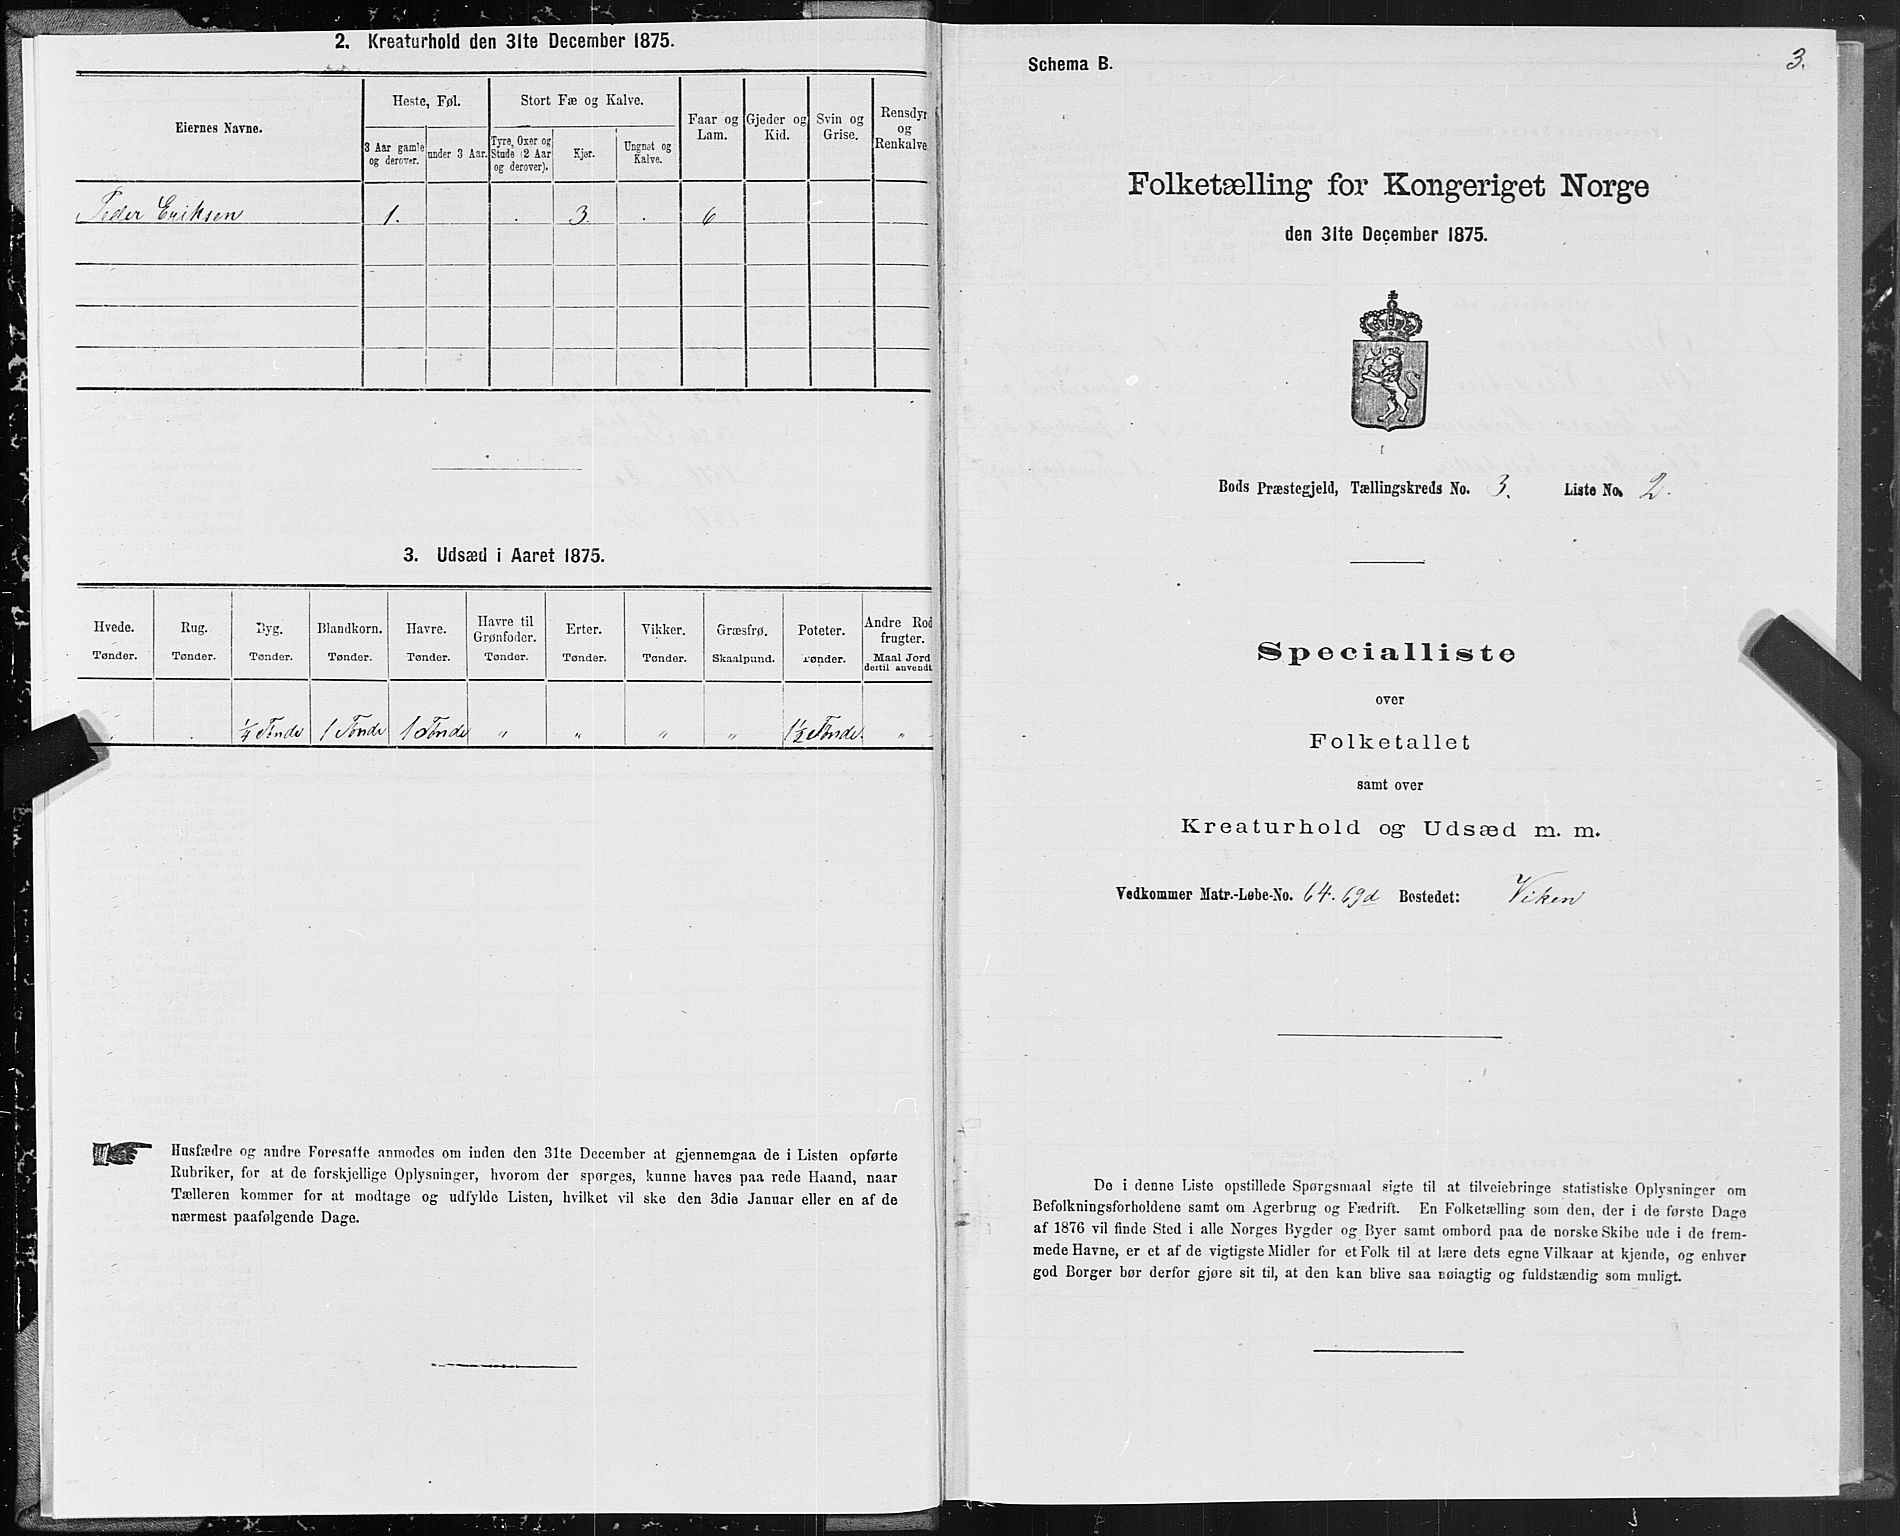 2. Kreaturhold den 31te December 1875.
Eiernes Navne.
Heste, Føl.
Stort Fæ og Kalve.
Faar og Lam.
Gjeder og Kid.
Svin og Grise.
Rensdyr og Renkalve
3 Aar gamle og derover.
under 3 Aar.
Tyre, Oxer og Stude (2 Aar og derover).
Kjør.
Ungnøt og Kalve.
Peder Eriksen 1. . 3. . 6
3. Udsæd i Aaret 1875.
Hvede. Rug. Byg. Blandkorn. Havre. Havre til Grønfoder. Erter. Vikker. Græsfrø. Poteter. Andre Rodfrugter.
Tønder. Tønder. Tønder. Tønder. Tønder. Tønder. Tønder. Tønder. Skaalpund. Tønder. Maal Jord dertil anvendt
" . ¼ Tønde 1 Tønde 1 Tønde " " " " 1½ Tønde. "
Husfædre og andre Foresatte anmodes om inden den 31te December at gjennemgaa de i Listen opførte
Rubriker, for at de forskjellige Oplysninger, hvorom der spørges, kunne haves paa rede Haand, naar
Tælleren kommer for at modtage og udfylde Listen, hvilket vil ske den 3die Januar eller en af de
nærmest paafølgende Dage.
3.
Schema B.
Folketælling for Kongeriget Norge
den 31te December 1875.
Bods Præstegjeld, Tællingskreds No. 3. Liste No. 2.
Specialliste
over
Folketallet
samt over
Kreaturhold og Udsæd m. m.
Vedkommer Matr.-Løbe-No. 64. 69d Bostedet: Viken
De i denne Liste opstillede Spørgsmaal sigte til at tilveiebringe statistiske Oplysninger om
Befolkningsforholdene samt om Agerbrug og Fædrift. En Folketælling som den, der i de første Dage
af 1876 vil finde Sted i alle Norges Bygder og Byer samt ombord paa de norske Skibe ude i de frem-
mede Havne, er et af de vigtigste Midler for et Folk til at lære dets egne Vilkaar at kjende, og enhver
god Borger bør derfor gjøre sit til, at den kan blive saa nøiagtig og fuldstændig som muligt.